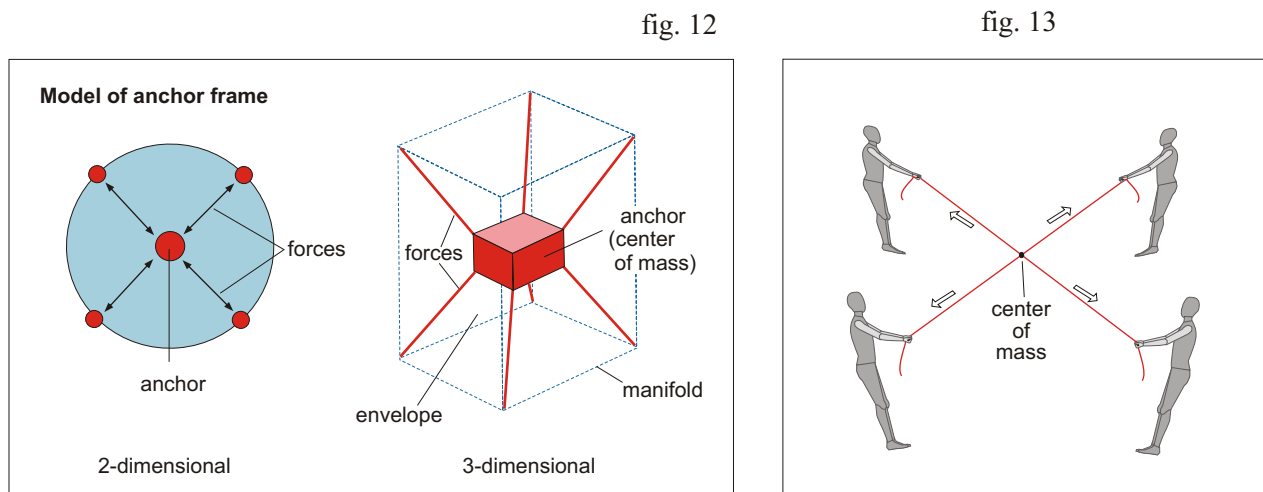 fig. 12
fig. 13
Model of anchor frame
forces
anchor
2-dimensional
forces
anchor
(center
of mass)
envelope
manifold
3-dimensional
center
of
mass